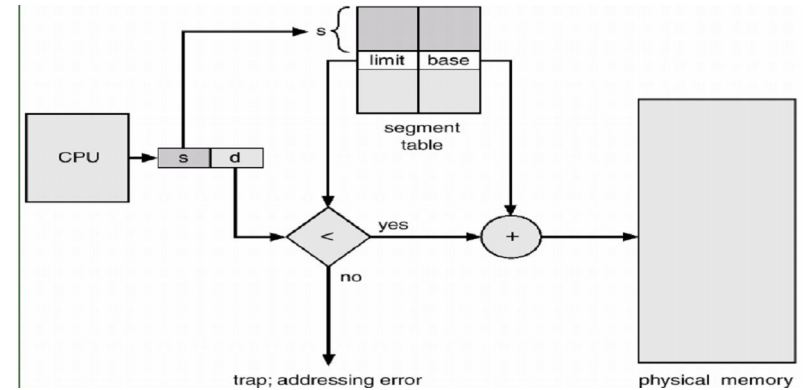 s
limit base
segment
table
CPU
s d
<
yes
+
no
trap; addressing error
physical memory